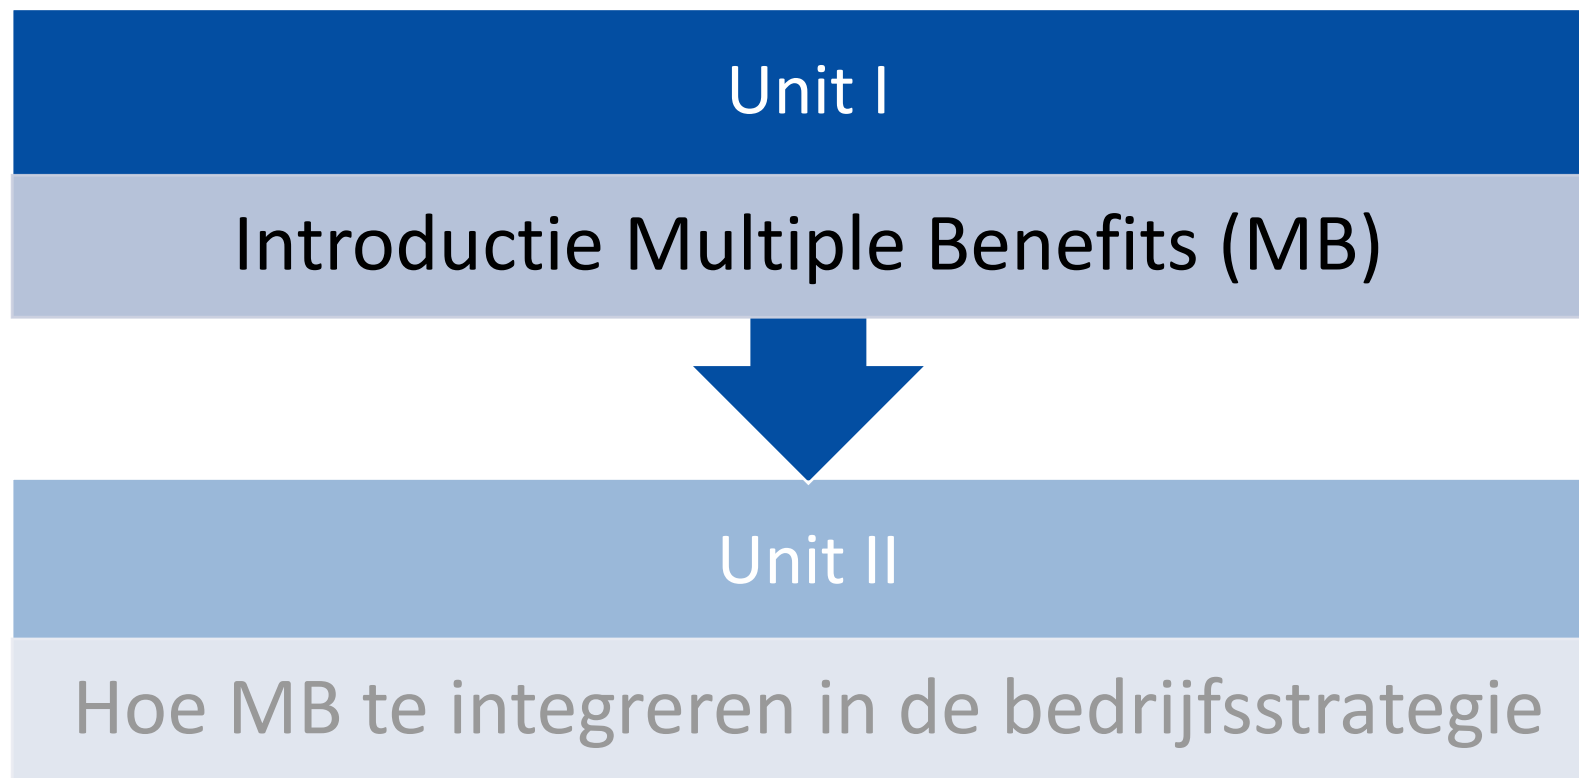 Unit I
Introductie Multiple Benefits (MB)
Unit II
Hoe MB te integreren in de bedrijfsstrategie